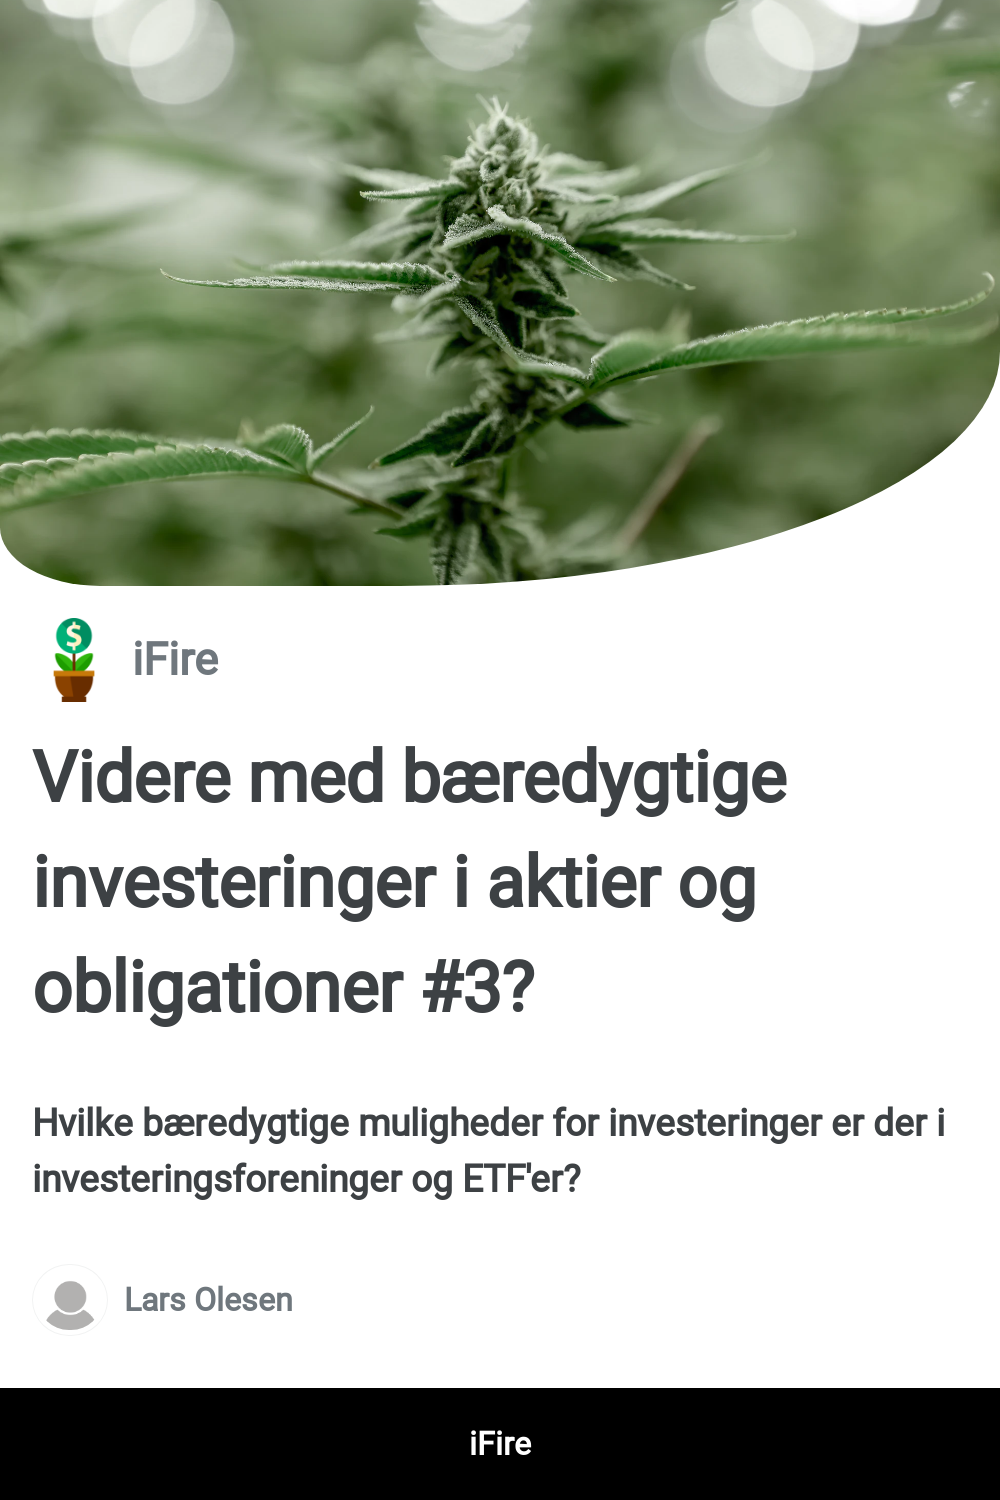 $
iFire
Videre med bæredygtige
investeringer i aktier og
obligationer #3?
Hvilke bæredygtige muligheder for investeringer er der i
investeringsforeninger og ETF'er?
Lars Olesen
iFire